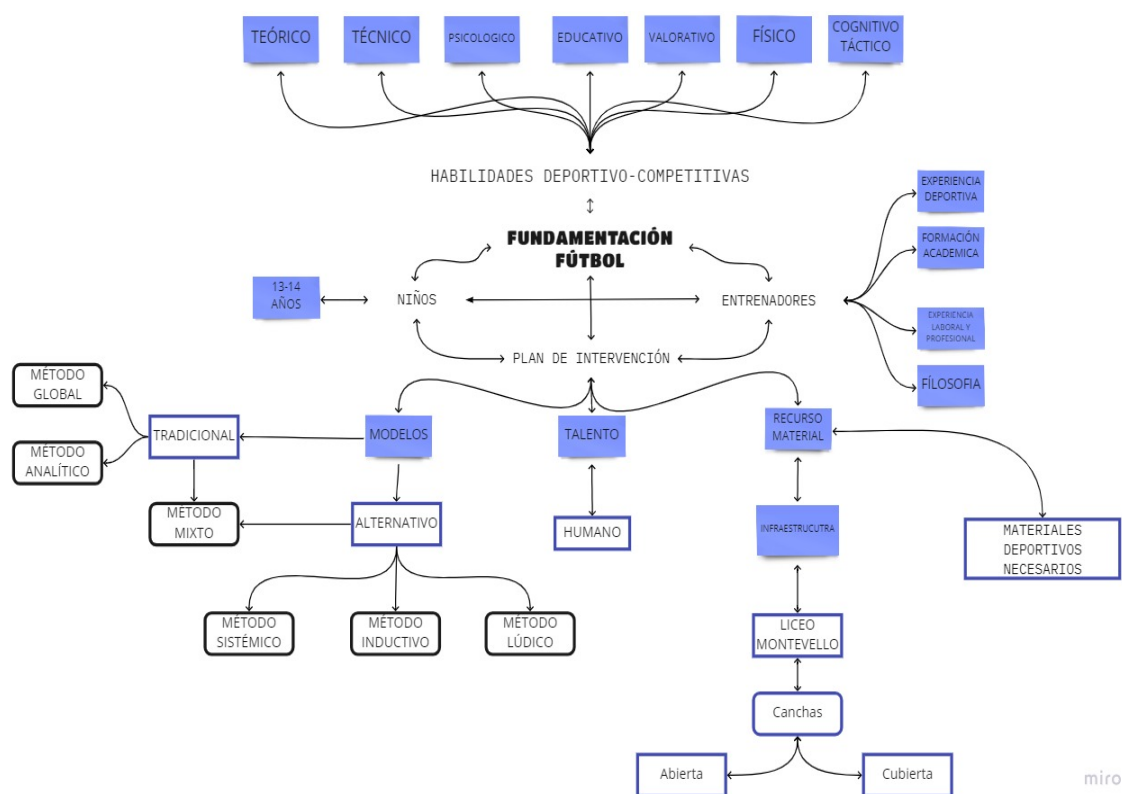 TEÓRICO
TÉCNICO
PSICOLOGICO
EDUCATIVO
VALORATIVO
FÍSICO
COGNITIVO
TÁCTICO
HABILIDADES DEPORTIVO-COMPETITIVAS
EXPERIENCIA
DEPORTIVA
FUNDAMENTACIÓN
FÚTBOL
FORMACIÓN
ACADEMICA
13-14
AÑOS
NIÑOS
ENTRENADORES
EXPERIENCIA
LABORAL Y
PROFESIONAL
PLAN DE INTERVENCIÓN
FÍLOSOFIA
MÉTODO
GLOBAL
TRADICIONAL
MODELOS
TALENTO
RECURSO
MATERIAL
MÉTODO
ANALÍTICO
MÉTODO
MIXTO
ALTERNATIVO
HUMANO
INFRAESTRUCUTRA
MATERIALES
DEPORTIVOS
NECESARIOS
MÉTODO
SISTÉMICO
MÉTODO
INDUCTIVO
MÉTODO
LÚDICO
LICEO
MONTEVELLO
Canchas
Abierta
Cubierta
miro